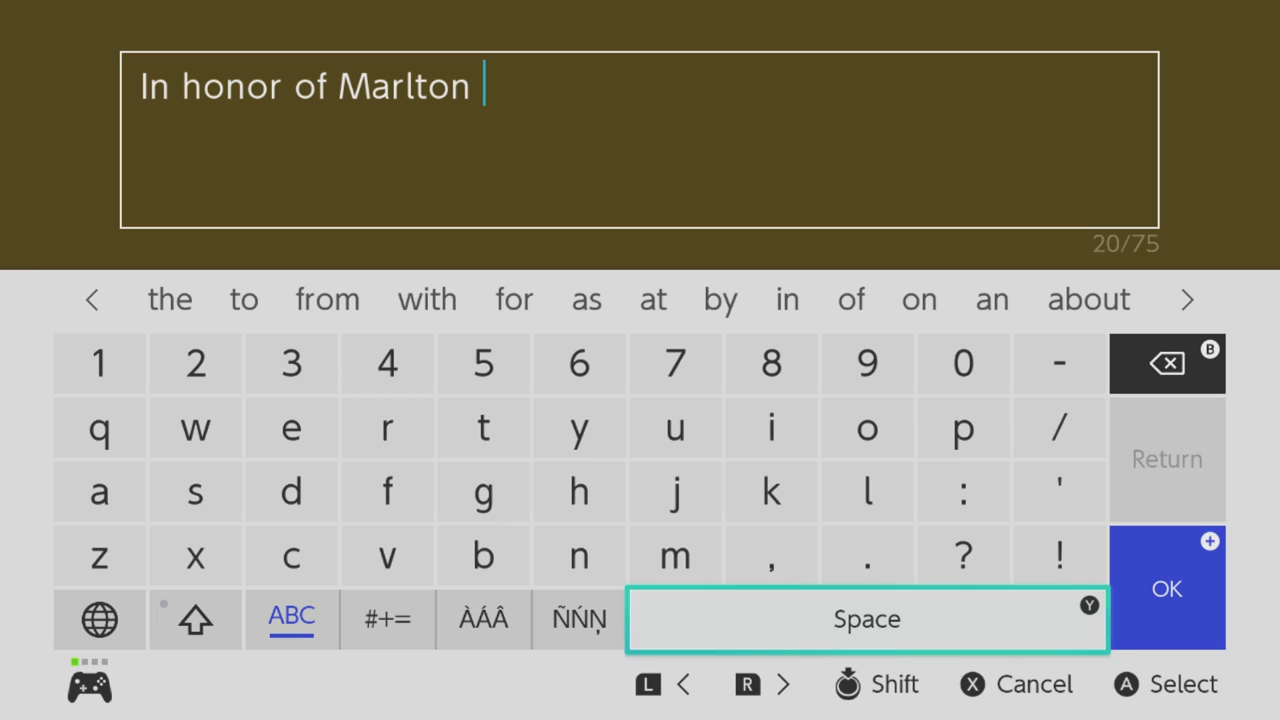 In honor of Marlton
20/75
< the to from with for as at by in of on an about >
1 2 3 4 5 6 7 8 9 0 - B
q w e r t y u i o p / Return
a s d f g h j k l : '
z x c v b n m , . ? ! +
ABC #+= ÀÁÂ ÑŃŅ Space Y OK
L < R > Shift X Cancel A Select